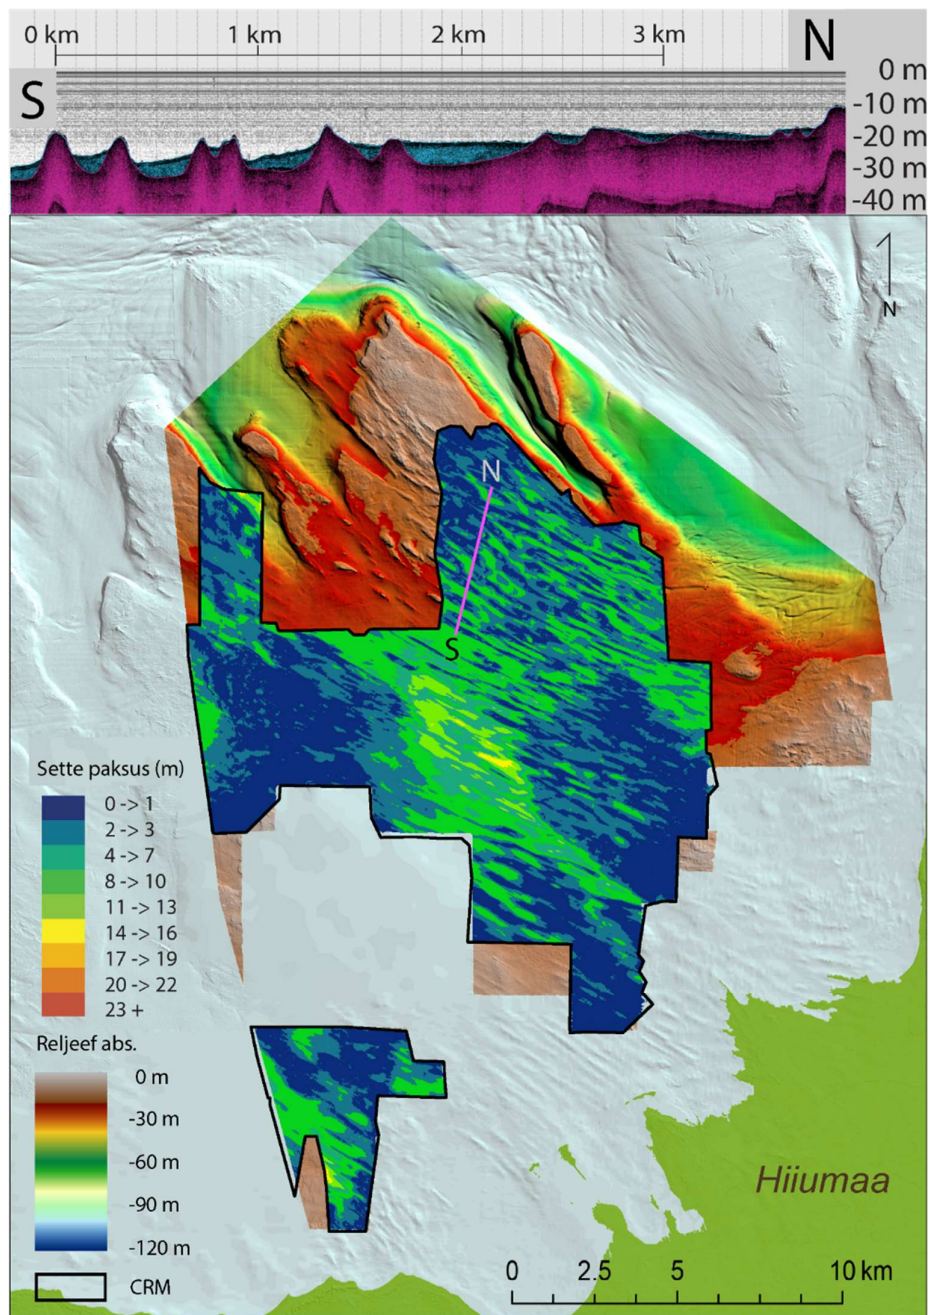 0 km 1 km 2 km 3 km N
S
0 m
-10 m
-20 m
-30 m
-40 m
N
N
S
Sette paksus (m)
0 -> 1
2 -> 3
4 -> 7
8 -> 10
11 -> 13
14 -> 16
17 -> 19
20 -> 22
23 +
Reljeef abs.
0 m
-30 m
-60 m
-90 m
-120 m
CRM
Hiiumaa
0 2.5 5 10 km